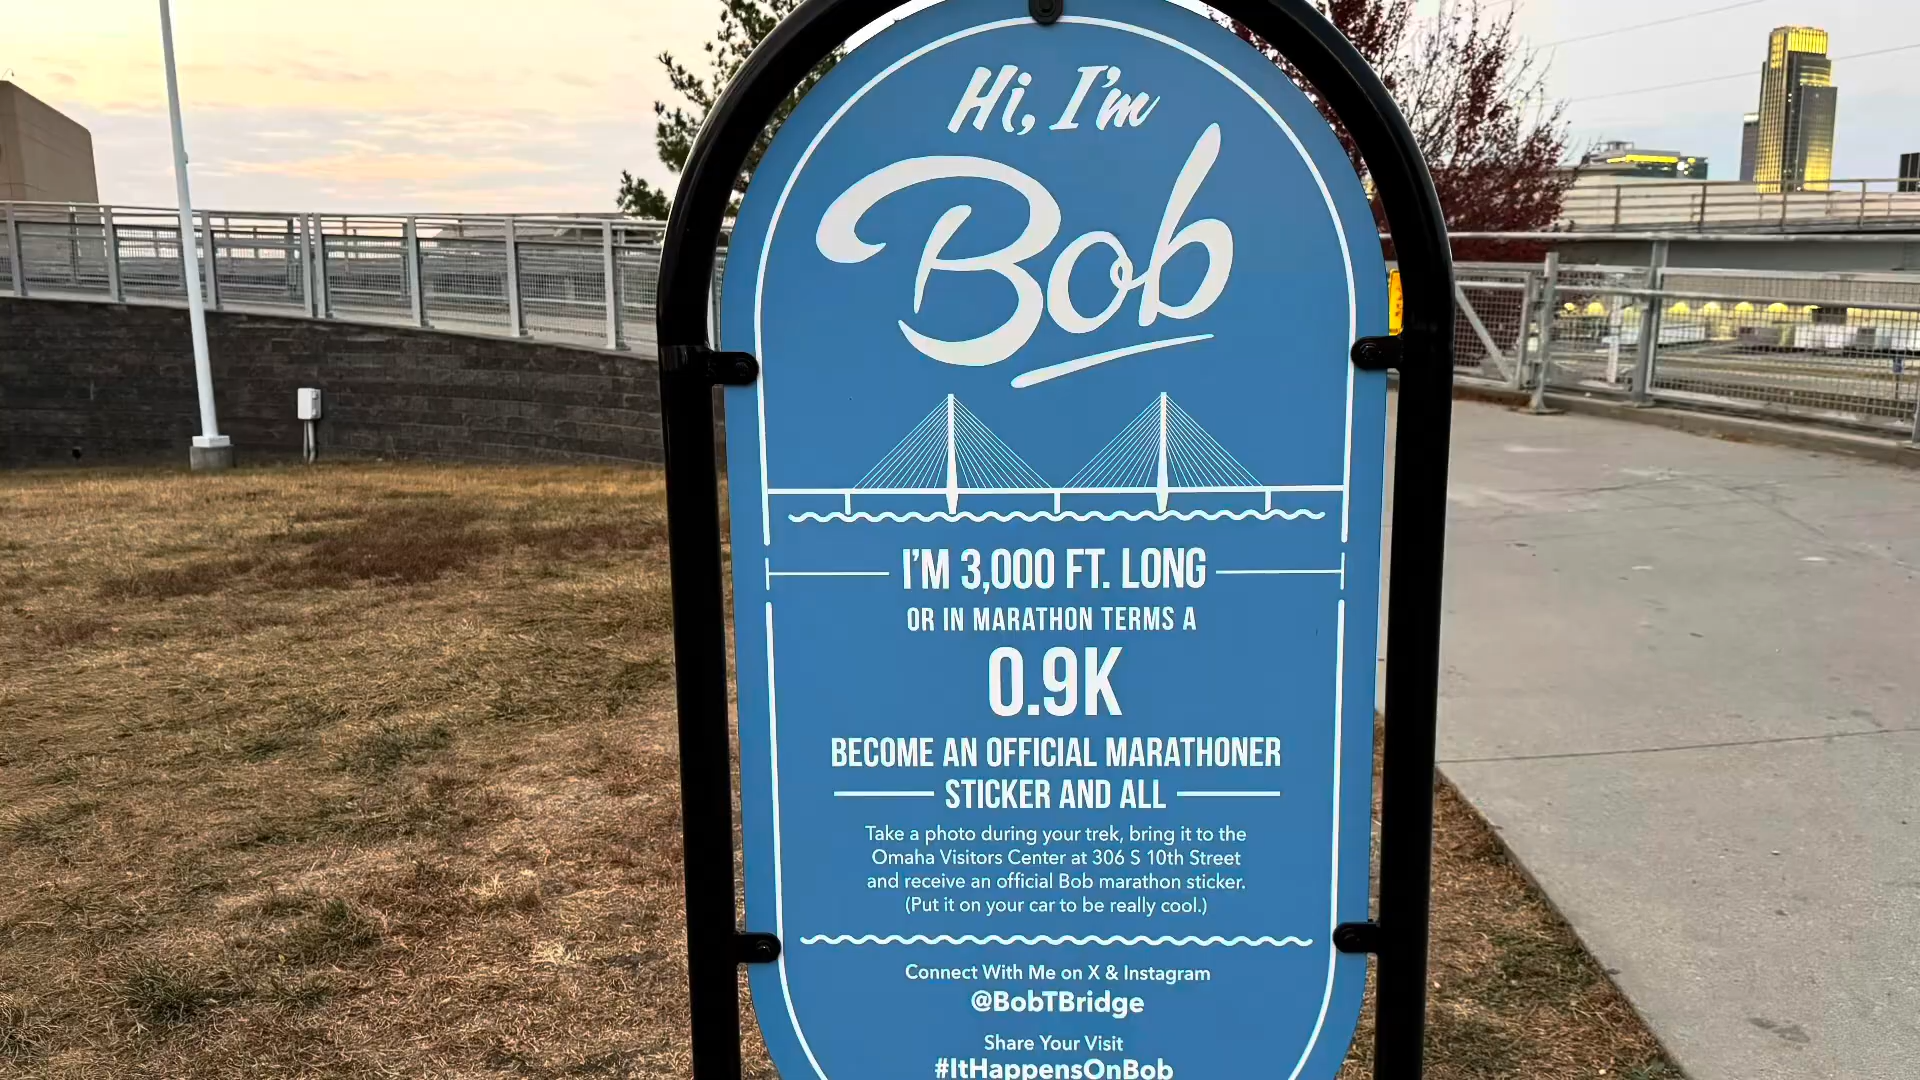 Hi, I'm
Bob
I'M 3,000 FT. LONG
OR IN MARATHON TERMS A
0.9K
BECOME AN OFFICIAL MARATHONER
STICKER AND ALL
Take a photo during your trek, bring it to the
Omaha Visitors Center at 306 S 10th Street
and receive an official Bob marathon sticker.
(Put it on your car to be really cool.)
Connect With Me on X & Instagram
@BobTBridge
Share Your Visit
#ItHappensOnBob